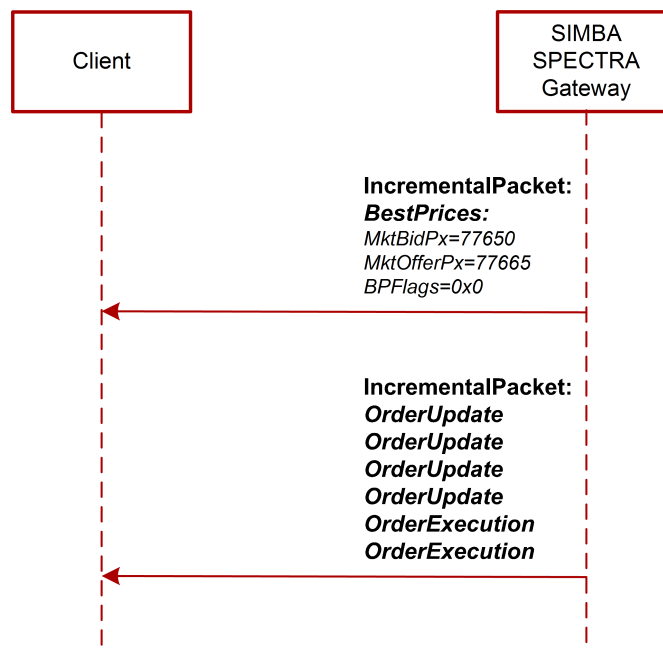 Client
SIMBA
SPECTRA
Gateway
IncrementalPacket:
BestPrices:
MktBidPx=77650
MktOfferPx=77665
BPFlags=0x0
IncrementalPacket:
OrderUpdate
OrderUpdate
OrderUpdate
OrderUpdate
OrderExecution
OrderExecution